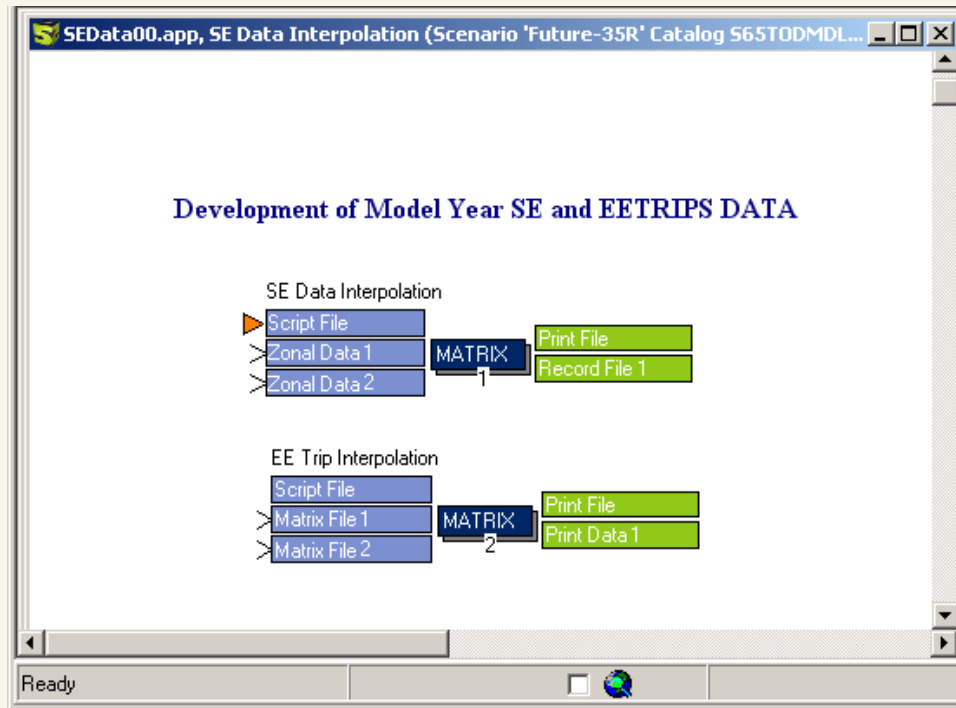 SEData00.app, SE Data Interpolation (Scenario 'Future-35R' Catalog S65TODMDL...
Development of Model Year SE and EETRIPS DATA
SE Data Interpolation
Script File
Zonal Data 1
Zonal Data 2
MATRIX
1
Print File
Record File 1
EE Trip Interpolation
Script File
Matrix File 1
Matrix File 2
MATRIX
2
Print File
Print Data 1
Ready